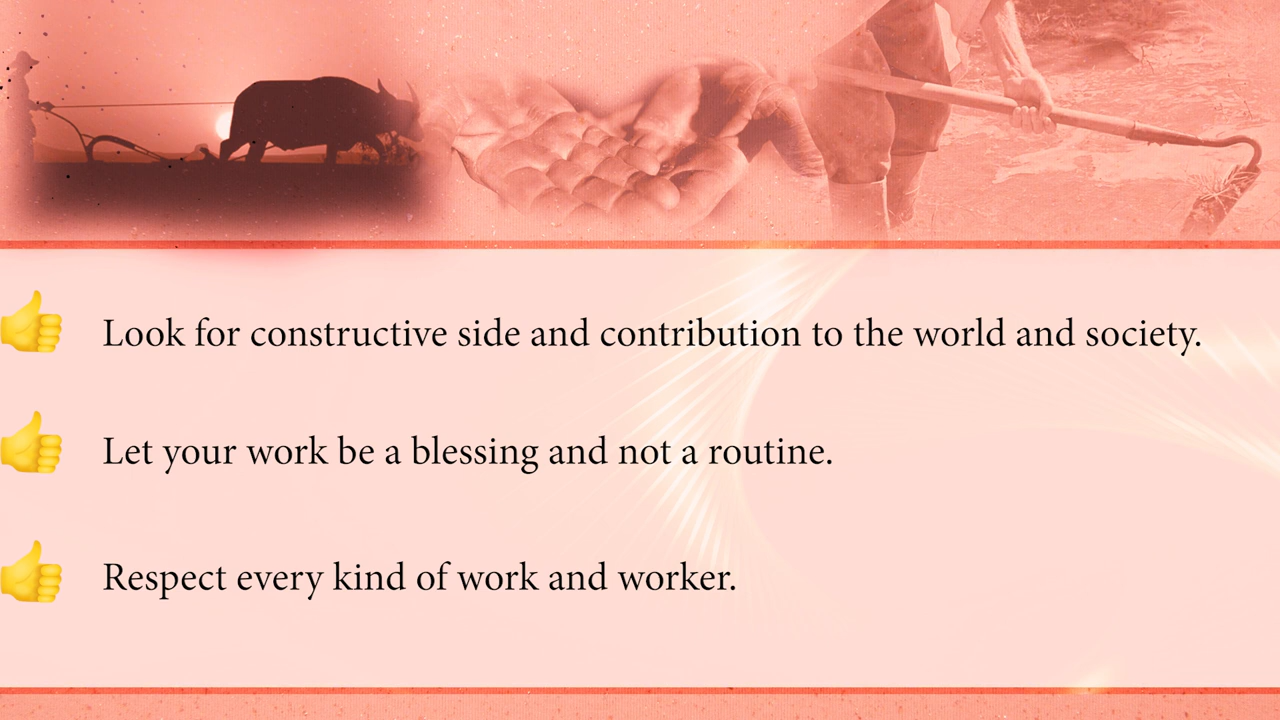 Look for constructive side and contribution to the world and society.
Let your work be a blessing and not a routine.
Respect every kind of work and worker.